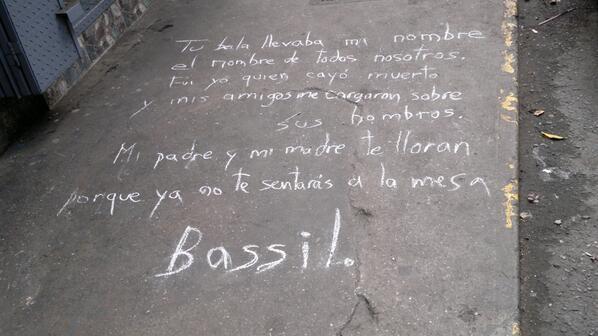 Tu bala llevaba mi nombre
el nombre de todos nosotros.
Fui yo quien cayó muerto
y mis amigos me cargaron sobre
sus hombros.
Mi padre y mi madre te lloran
porque ya no te sentarás a la mesa
Bassil.